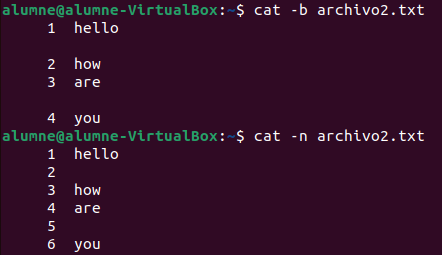 alumne@alumne-VirtualBox:~$ cat -b archivo2.txt
     1  hello

     2  how
     3  are

     4  you
alumne@alumne-VirtualBox:~$ cat -n archivo2.txt
     1  hello
     2
     3  how
     4  are
     5
     6  you